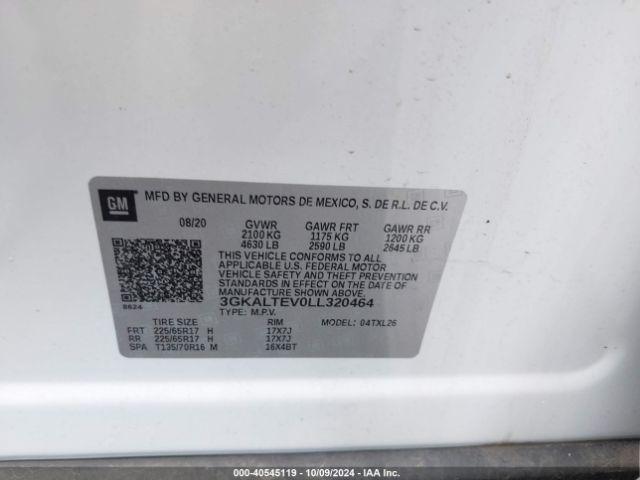 GM MFD BY GENERAL MOTORS DE MEXICO, S. DE R.L. DE C.V.
08/20 GVWR GAWR FRT GAWR RR
2100 KG 1175 KG 1200 KG
4630 LB 2590 LB 2645 LB
THIS VEHICLE CONFORMS TO ALL
APPLICABLE U.S. FEDERAL MOTOR
VEHICLE SAFETY AND THEFT PREVENTION
STANDARDS IN EFFECT ON THE DATE OF
MANUFACTURE SHOWN ABOVE.
8624 3GKALTEV0LL320464
TYPE: M.P.V.
TIRE SIZE RIM MODEL: 04TXL26
FRT 225/65R17 H 17X7J
RR 225/65R17 H 17X7J
SPA T135/70R16 M 16X4BT
000-40545119 - 10/09/2024 - IAA Inc.